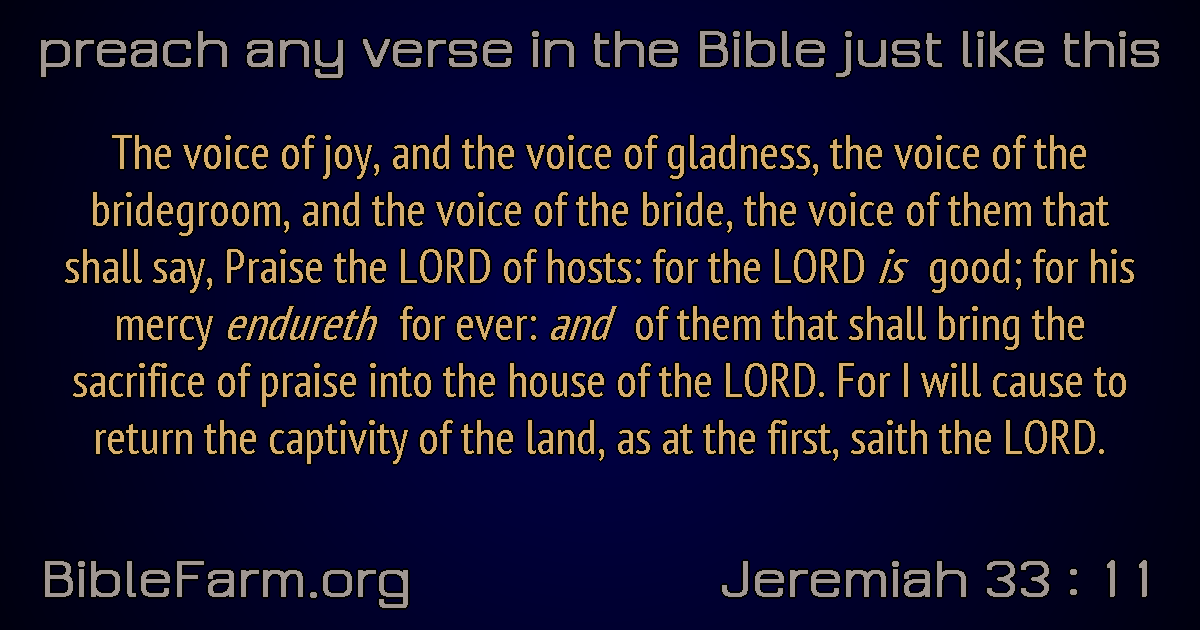 preach any verse in the Bible just like this
The voice of joy, and the voice of gladness, the voice of the
bridegroom, and the voice of the bride, the voice of them that
shall say, Praise the LORD of hosts: for the LORD is good; for his
mercy endureth for ever: and of them that shall bring the
sacrifice of praise into the house of the LORD. For I will cause to
return the captivity of the land, as at the first, saith the LORD.
BibleFarm.org
Jeremiah 33 : 11